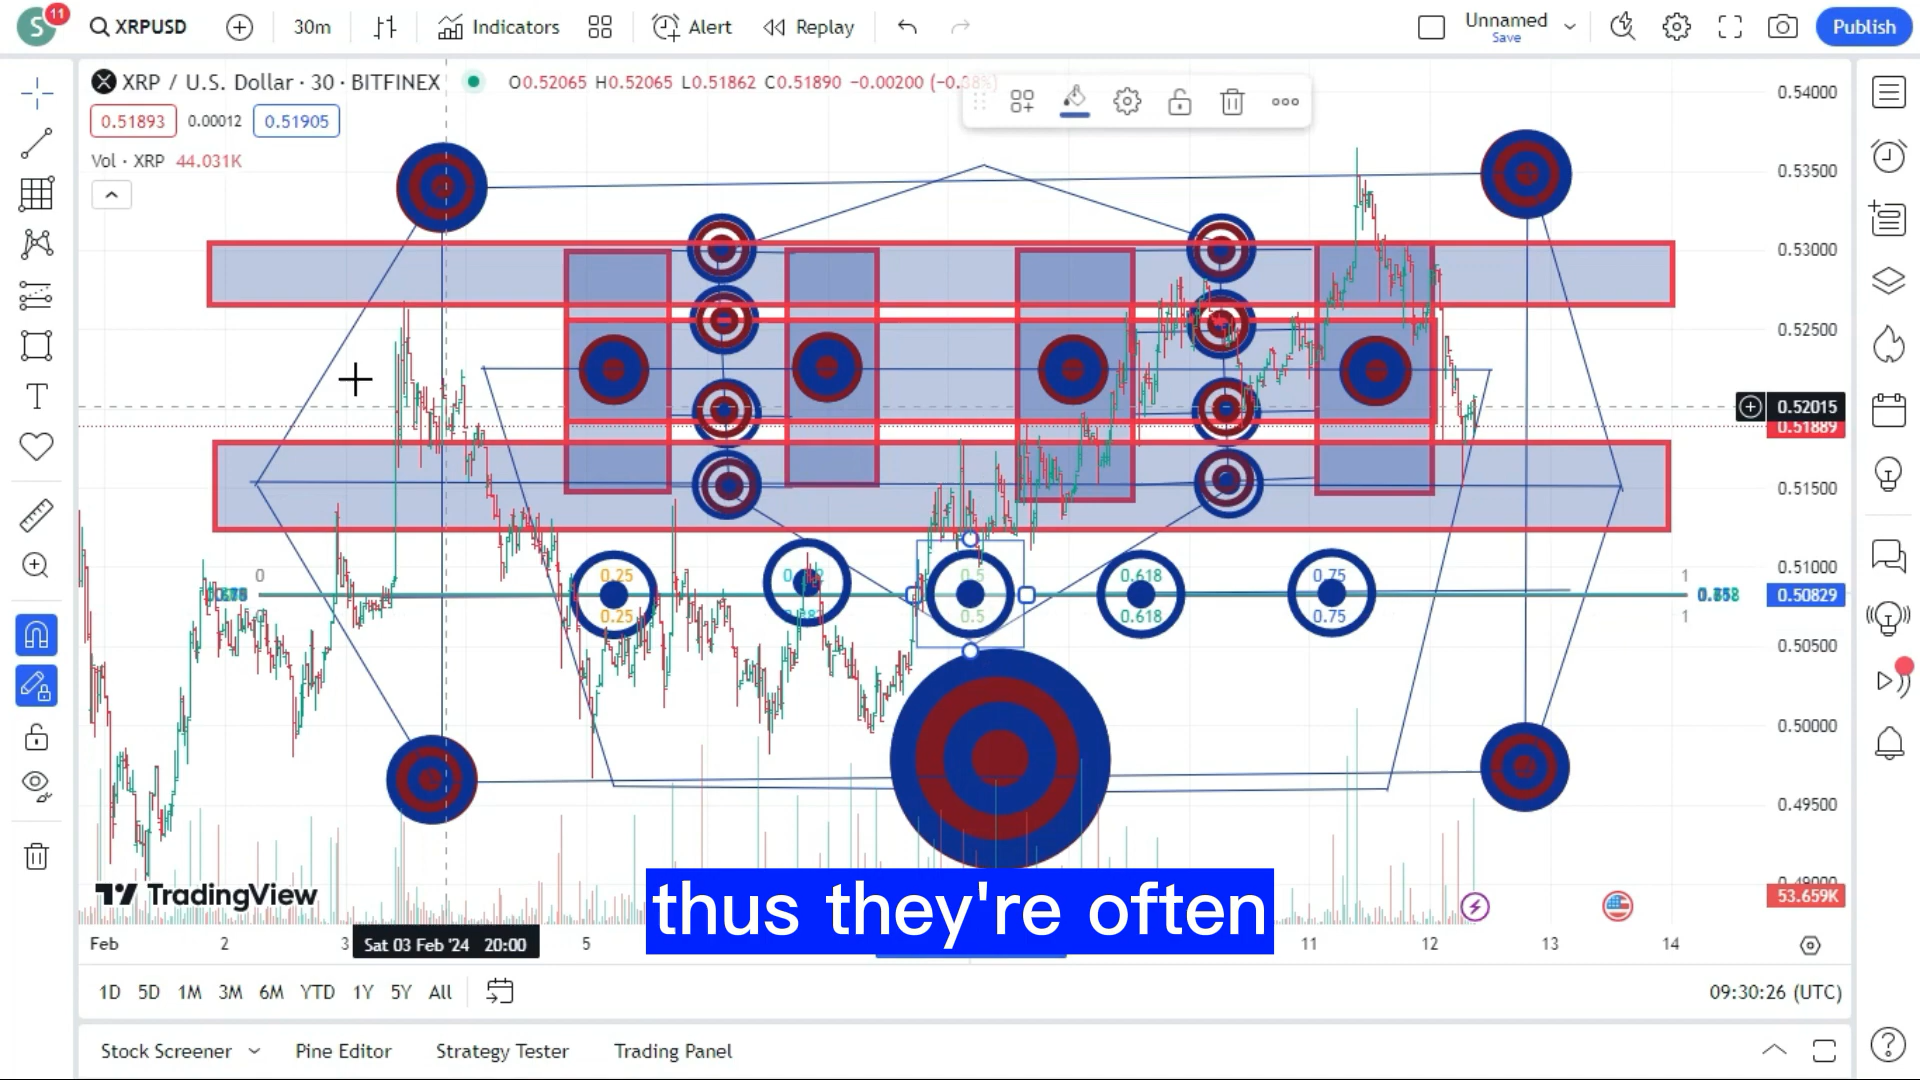 S 11 XRPUSD 30m Indicators Alert Replay Unnamed Save Publish
XRP / U.S. Dollar · 30 · BITFINEX O0.52065 H0.52065 L0.51862 C0.51890 −0.00200
0.51893 0.00012 0.51905
Vol · XRP 44.031K
0.54000
0.53500
0.53000
0.52500
0.52015
0.51889
0.51500
0.51000
0 0.25 0.5 0.618 0.75 1
0.50829
0.25 0.5 0.618 0.75 1
0.50500
0.50000
0.49500
TradingView
53.659K
thus they're often
Feb 2 3 Sat 03 Feb '24 20:00 5 11 12 13 14
1D 5D 1M 3M 6M YTD 1Y 5Y All 09:30:26 (UTC)
Stock Screener Pine Editor Strategy Tester Trading Panel